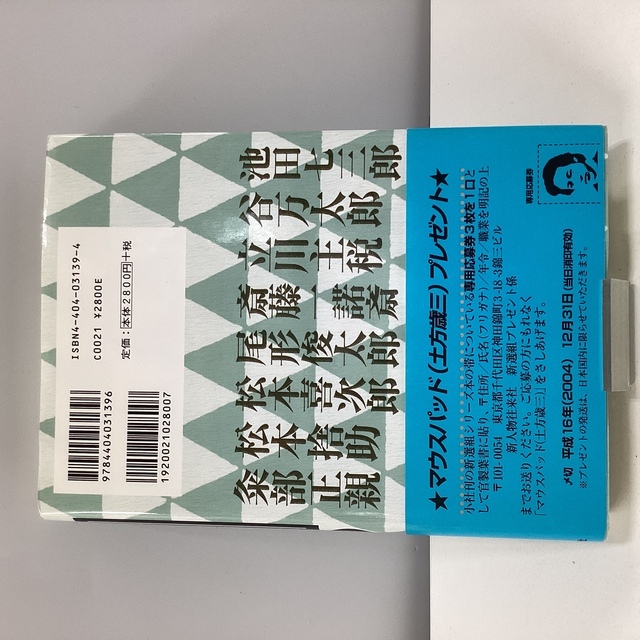 ISBN4-404-03139-4
C0021 ¥2800E
定価：本体2800円＋税
9784404031396
1920021028007
池田七三郎
谷万太郎
立川主税
斎藤一諾斎
尾形俊太郎
松本喜次郎
松本捨助
粂部正親
★マウスパッド(土方歳三)プレゼント★
小社刊の新選組シリーズ本の帯についている専用応募券3枚を1口と
して官製葉書に貼り、〒住所／氏名(フリガナ)／年令／職業を明記の上
〒101-0054 東京都千代田区神田錦町3-18-3錦三ビル
新人物往来社 新選組プレゼント係
までお送りください。ご応募の方にもれなく
「マウスパッド(土方歳三)」をさしあげます。
〆切 平成16年(2004) 12月31日(当日消印有効)
※プレゼントの発送は、日本国内に限らせていただきます。
専用応募券